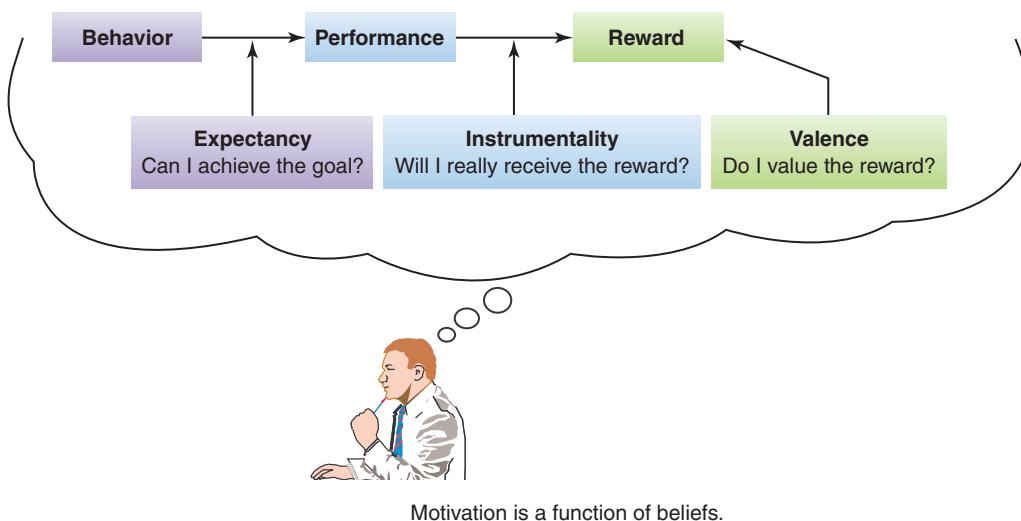 Behavior
Performance
Reward
Expectancy
Can I achieve the goal?
Instrumentality
Will I really receive the reward?
Valence
Do I value the reward?
Motivation is a function of beliefs.